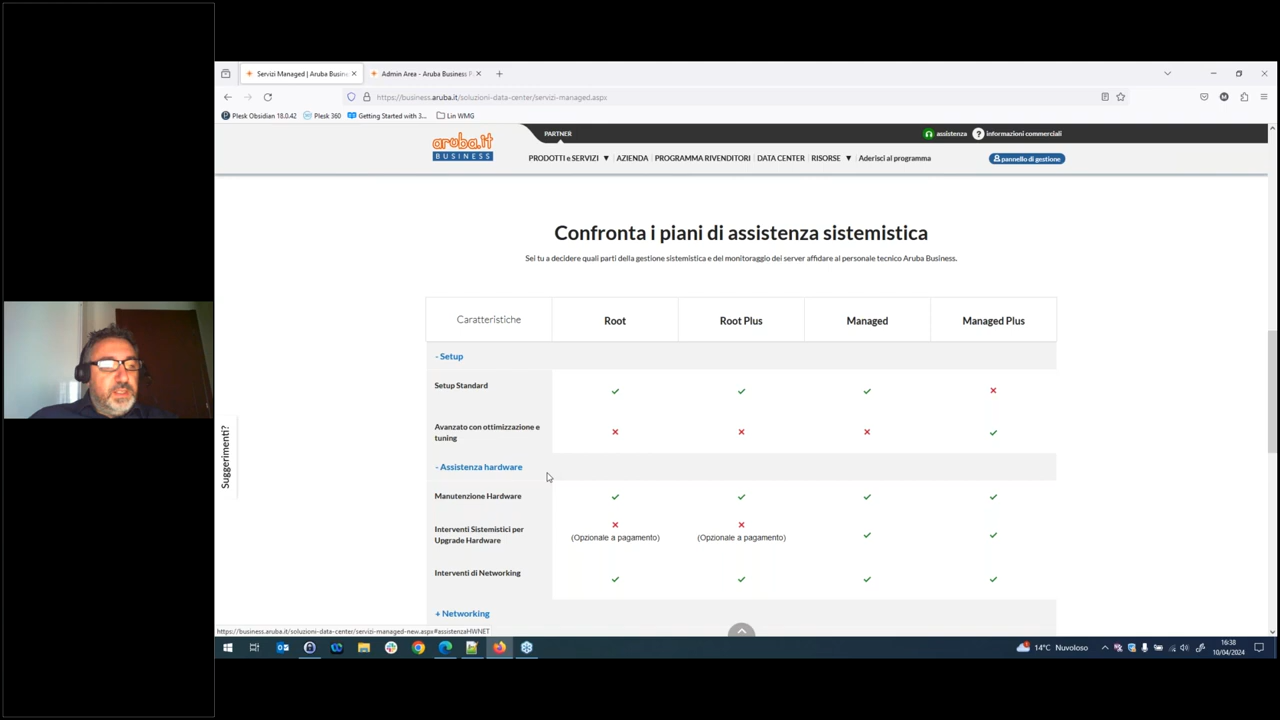 Servizi Managed | Aruba Busin
Admin Area - Aruba Business P
https://business.aruba.it/soluzioni-data-center/servizi-managed.aspx
Plesk Obsidian 18.0.42
Plesk 360
Getting Started with 3...
Lin WMG
aruba.it
BUSINESS
PARTNER
assistenza
informazioni commerciali
PRODOTTI e SERVIZI ▼ AZIENDA PROGRAMMA RIVENDITORI DATA CENTER RISORSE ▼ Aderisci al programma
pannello di gestione
Confronta i piani di assistenza sistemistica
Sei tu a decidere quali parti della gestione sistemistica e del monitoraggio dei server affidare al personale tecnico Aruba Business.
Caratteristiche Root Root Plus Managed Managed Plus
- Setup
Setup Standard
Avanzato con ottimizzazione e
tuning
- Assistenza hardware
Manutenzione Hardware
Interventi Sistemistici per
Upgrade Hardware
(Opzionale a pagamento) (Opzionale a pagamento)
Interventi di Networking
+ Networking
Suggerimenti?
https://business.aruba.it/soluzioni-data-center/servizi-managed-new.aspx#assistenzaHWNET
14°C Nuvoloso
16:38
10/04/2024